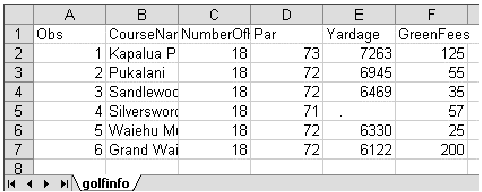 A B C D E F
1 Obs CourseNar NumberOf Par Yardage GreenFees
2 1 Kapalua P 18 73 7263 125
3 2 Pukalani 18 72 6945 55
4 3 Sandlewoo 18 72 6469 35
5 4 Silversword 18 71 . 57
6 5 Waiehu Mu 18 72 6330 25
7 6 Grand Wai 18 72 6122 200
8
golfinfo